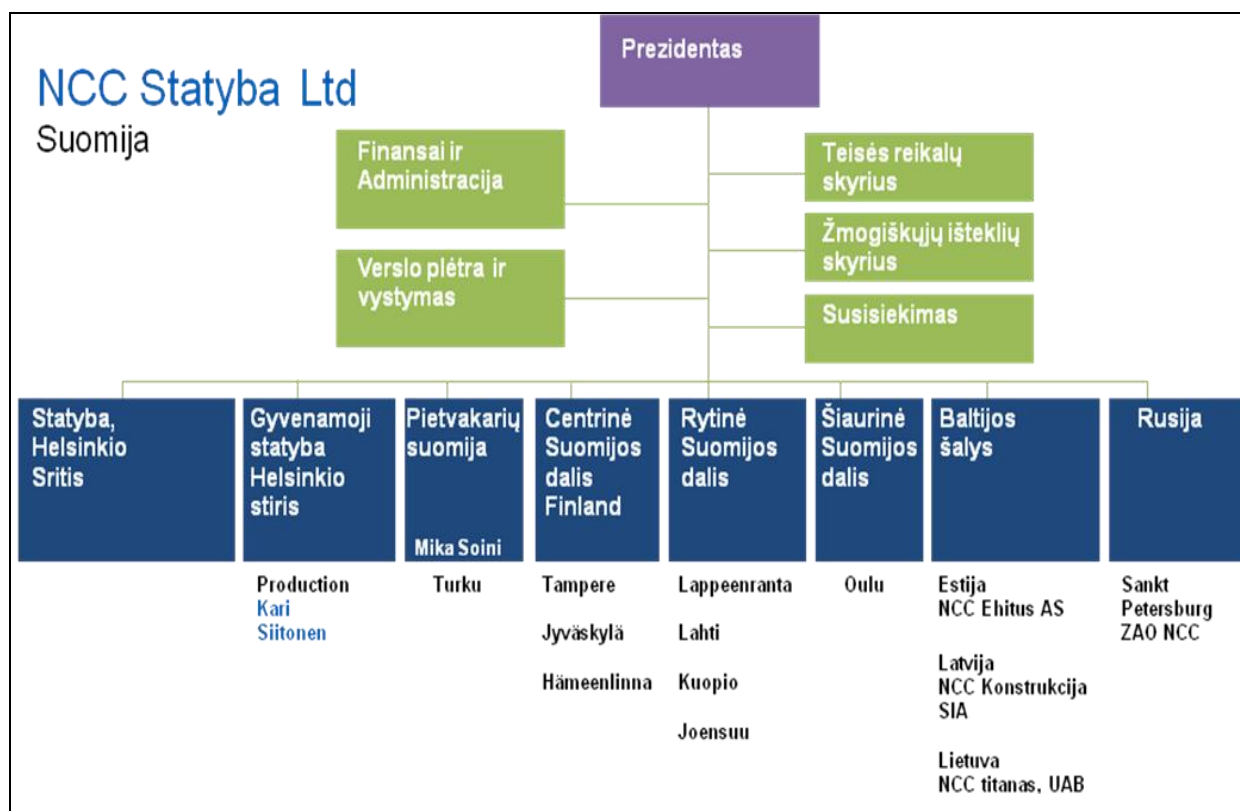 Prezidentas
NCC Statyba Ltd
Suomija
Finansai ir
Administracija
Teisės reikalų
skyrius
Žmogiškųjų išteklių
skyrius
Verslo plėtra ir
vystymas
Susisiekimas
Statyba,
Helsinkio
Sritis
Gyvenamoji
statyba
Helsinkio
stiris
Production
Kari
Siitonen
Pietvakarių
suomija
Mika Soini
Turku
Centrinė
Suomijos
dalis
Finland
Tampere
Jyväskylä
Hämeenlinna
Rytinė
Suomijos
dalis
Lappeenranta
Lahti
Kuopio
Joensuu
Šiaurinė
Suomijos
dalis
Oulu
Baltijos
šalys
Estija
NCC Ehitus AS
Latvija
NCC Konstrukcija
SIA
Lietuva
NCC titanas, UAB
Rusija
Sankt
Petersburg
ZAO NCC